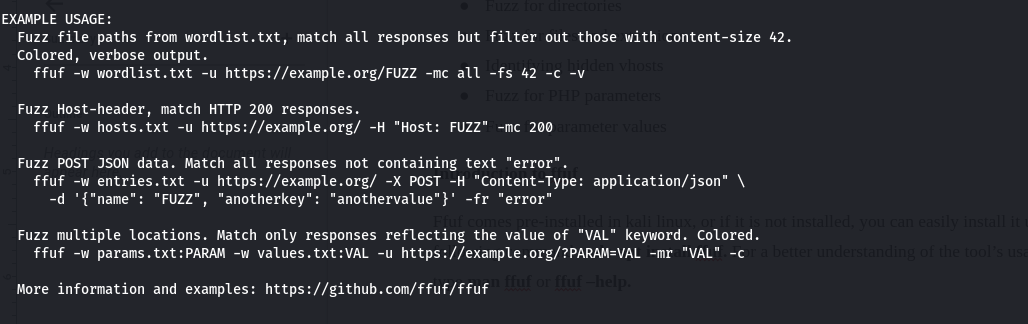 EXAMPLE USAGE:
Fuzz file paths from wordlist.txt, match all responses but filter out those with content-size 42.
Colored, verbose output.
ffuf -w wordlist.txt -u https://example.org/FUZZ -mc all -fs 42 -c -v
Fuzz Host-header, match HTTP 200 responses.
ffuf -w hosts.txt -u https://example.org/ -H "Host: FUZZ" -mc 200
Fuzz POST JSON data. Match all responses not containing text "error".
ffuf -w entries.txt -u https://example.org/ -X POST -H "Content-Type: application/json" \
-d '{"name": "FUZZ", "anotherkey": "anothervalue"}' -fr "error"
Fuzz multiple locations. Match only responses reflecting the value of "VAL" keyword. Colored.
ffuf -w params.txt:PARAM -w values.txt:VAL -u https://example.org/?PARAM=VAL -mr "VAL" -c
More information and examples: https://github.com/ffuf/ffuf
Fuzz for directories
Identifying hidden vhosts
Fuzz for PHP parameters
parameter values
Ffuf comes pre-installed in kali linux, or if it is not installed, you can easily install it
For a better understanding of the tool's
man ffuf or ffuf –help.